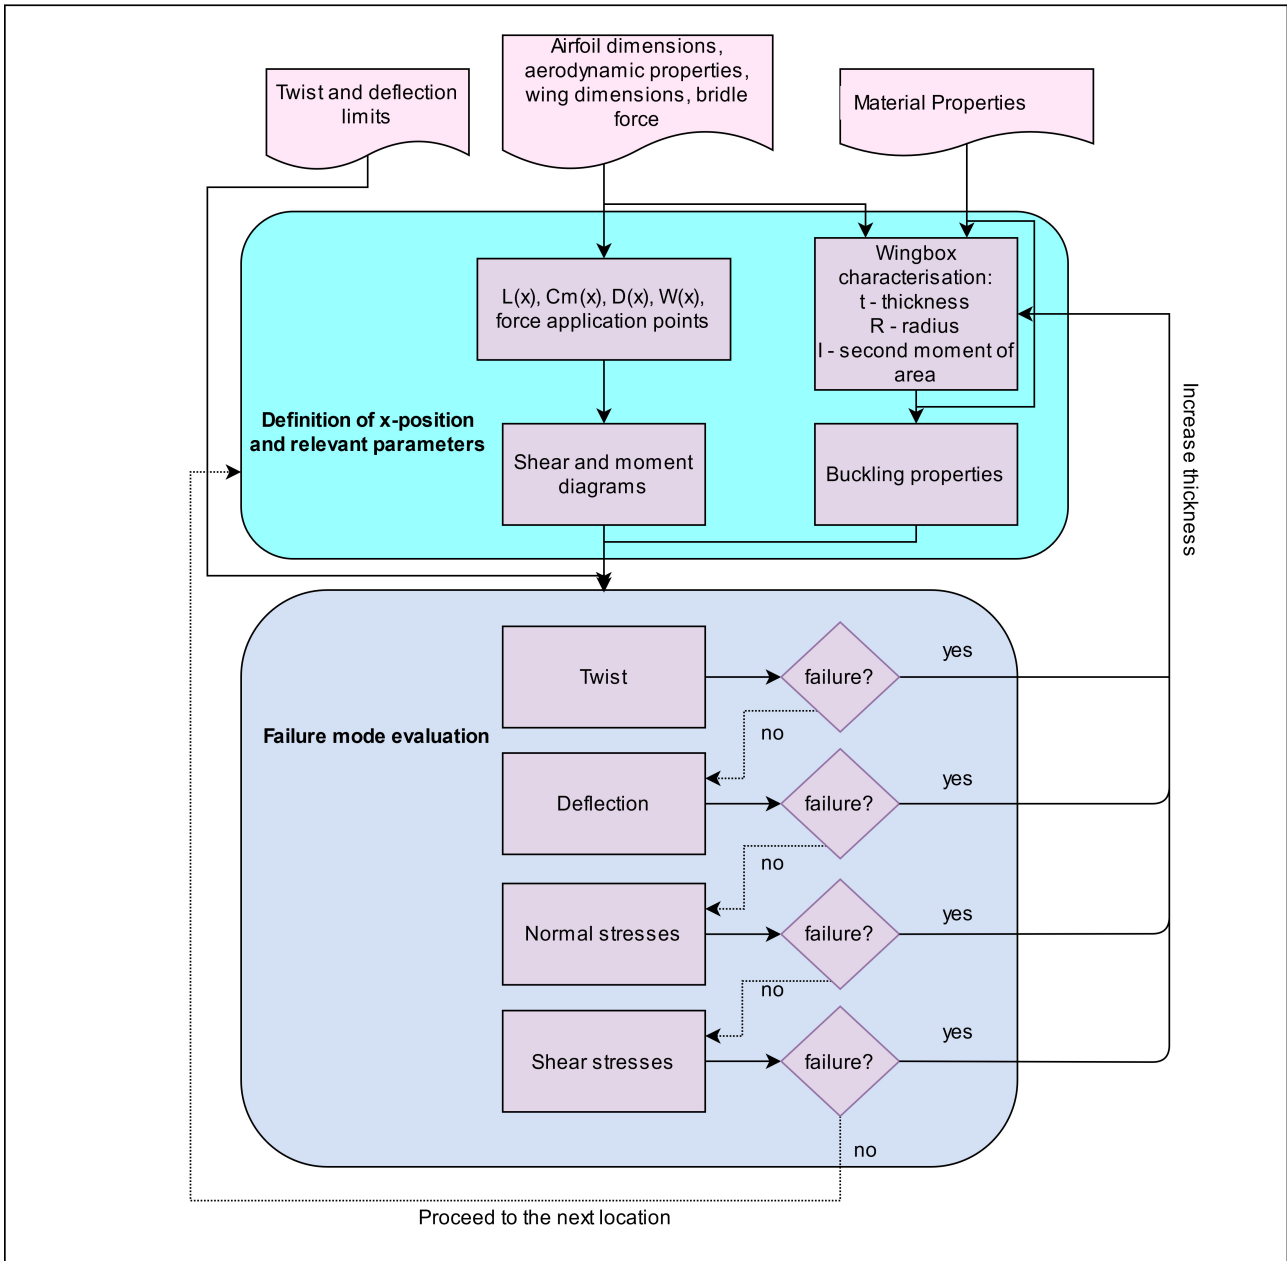 Twist and deflection
limits
Airfoil dimensions,
aerodynamic properties,
wing dimensions, bridle
force
Material Properties
L(x), Cm(x), D(x), W(x),
force application points
Wingbox
characterisation:
t - thickness
R - radius
I - second moment of
area
Definition of x-position
and relevant parameters
Shear and moment
diagrams
Buckling properties
Increase thickness
Twist
failure?
yes
no
Failure mode evaluation
Deflection
failure?
yes
no
Normal stresses
failure?
yes
no
Shear stresses
failure?
yes
no
Proceed to the next location